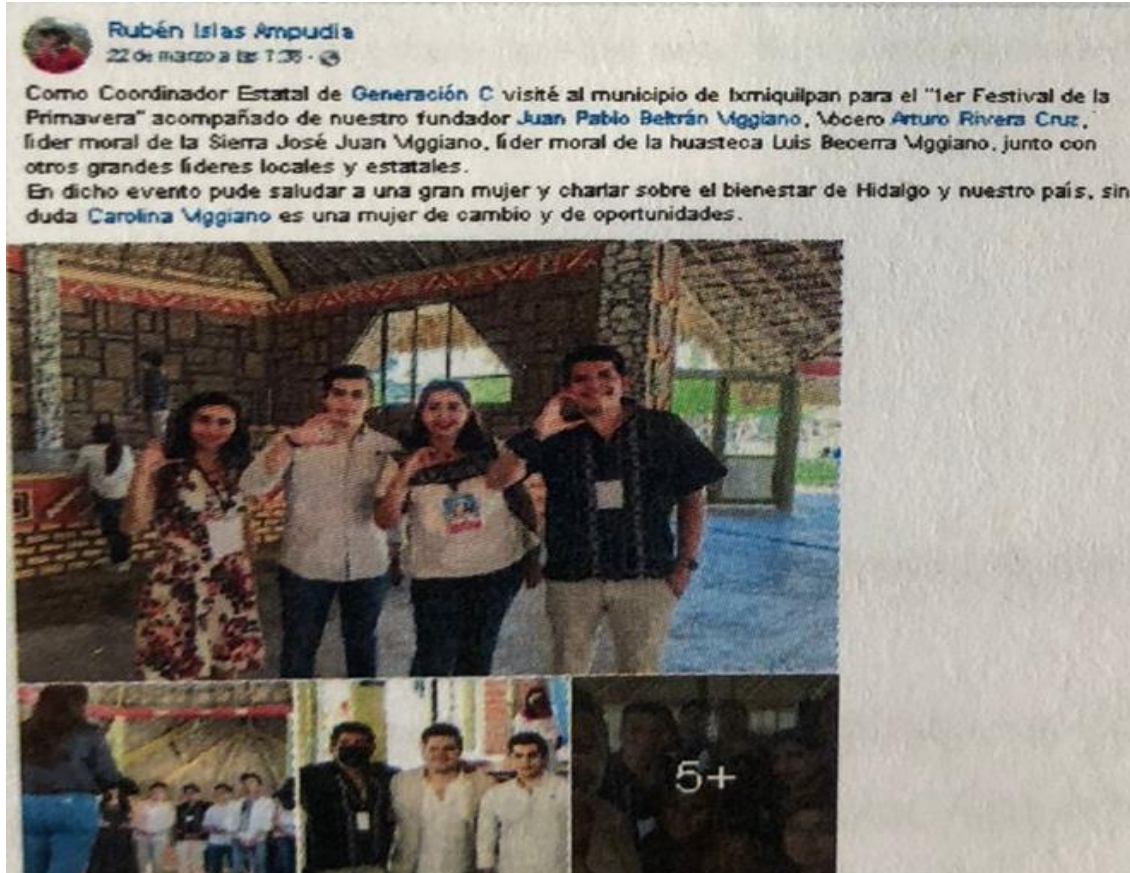 Rubén Islas Ampudia
22 de marzo a las 7:38 ·
Como Coordinador Estatal de Generación C visité al municipio de Ixmiquilpan para el "1er Festival de la
Primavera" acompañado de nuestro fundador Juan Pablo Beltrán Viggiano, Vocero Arturo Rivera Cruz,
líder moral de la Sierra José Juan Viggiano, líder moral de la huasteca Luis Becerra Viggiano, junto con
otros grandes líderes locales y estatales.
En dicho evento pude saludar a una gran mujer y charlar sobre el bienestar de Hidalgo y nuestro país, sin
duda Carolina Viggiano es una mujer de cambio y de oportunidades.
5+